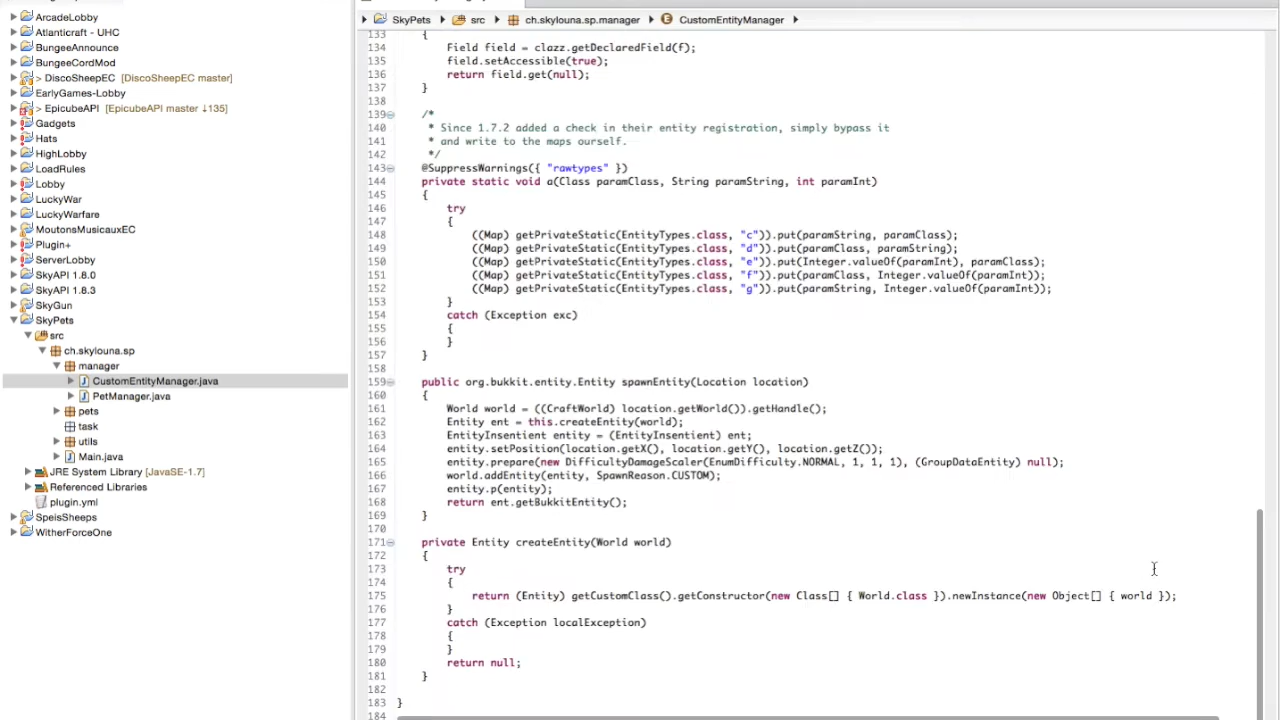 ArcadeLobby
Atlanticraft - UHC
BungeeAnnounce
BungeeCordMod
> DiscoSheepEC [DiscoSheepEC master]
EarlyGames-Lobby
> EpicubeAPI [EpicubeAPI master ↓135]
Gadgets
Hats
HighLobby
LoadRules
Lobby
LuckyWar
LuckyWarfare
MoutonsMusicauxEC
Plugin+
ServerLobby
SkyAPI 1.8.0
SkyAPI 1.8.3
SkyGun
SkyPets
src
ch.skylouna.sp
manager
CustomEntityManager.java
PetManager.java
pets
task
utils
Main.java
JRE System Library [JavaSE-1.7]
Referenced Libraries
plugin.yml
SpeisSheeps
WitherForceOne
SkyPets src ch.skylouna.sp.manager CustomEntityManager
133 {
134 Field field = clazz.getDeclaredField(f);
135 field.setAccessible(true);
136 return field.get(null);
137 }
138
139 /*
140 * Since 1.7.2 added a check in their entity registration, simply bypass it
141 * and write to the maps ourself.
142 */
143 @SuppressWarnings({ "rawtypes" })
144 private static void a(Class paramClass, String paramString, int paramInt)
145 {
146 try
147 {
148 ((Map) getPrivateStatic(EntityTypes.class, "c")).put(paramString, paramClass);
149 ((Map) getPrivateStatic(EntityTypes.class, "d")).put(paramClass, paramString);
150 ((Map) getPrivateStatic(EntityTypes.class, "e")).put(Integer.valueOf(paramInt), paramClass);
151 ((Map) getPrivateStatic(EntityTypes.class, "f")).put(paramClass, Integer.valueOf(paramInt));
152 ((Map) getPrivateStatic(EntityTypes.class, "g")).put(paramString, Integer.valueOf(paramInt));
153 }
154 catch (Exception exc)
155 {
156 }
157 }
158
159 public org.bukkit.entity.Entity spawnEntity(Location location)
160 {
161 World world = ((CraftWorld) location.getWorld()).getHandle();
162 Entity ent = this.createEntity(world);
163 EntityInsentient entity = (EntityInsentient) ent;
164 entity.setPosition(location.getX(), location.getY(), location.getZ());
165 entity.prepare(new DifficultyDamageScaler(EnumDifficulty.NORMAL, 1, 1, 1), (GroupDataEntity) null);
166 world.addEntity(entity, SpawnReason.CUSTOM);
167 entity.p(entity);
168 return ent.getBukkitEntity();
169 }
170
171 private Entity createEntity(World world)
172 {
173 try
174 {
175 return (Entity) getCustomClass().getConstructor(new Class[] { World.class }).newInstance(new Object[] { world });
176 }
177 catch (Exception localException)
178 {
179 }
180 return null;
181 }
182
183 }
184